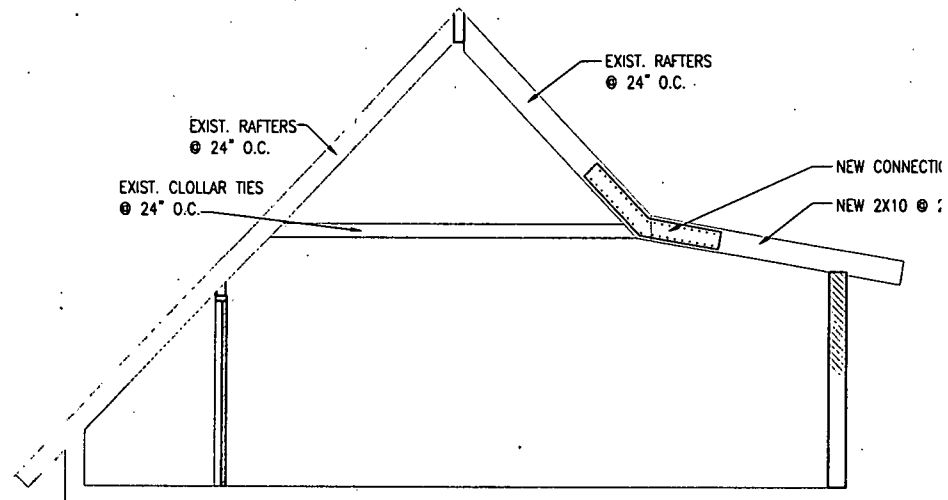 EXIST. RAFTERS
@ 24" O.C.
EXIST. RAFTERS
@ 24" O.C.
EXIST. CLOLLAR TIES
@ 24" O.C.
NEW CONNECTIO
NEW 2X10 @ 2